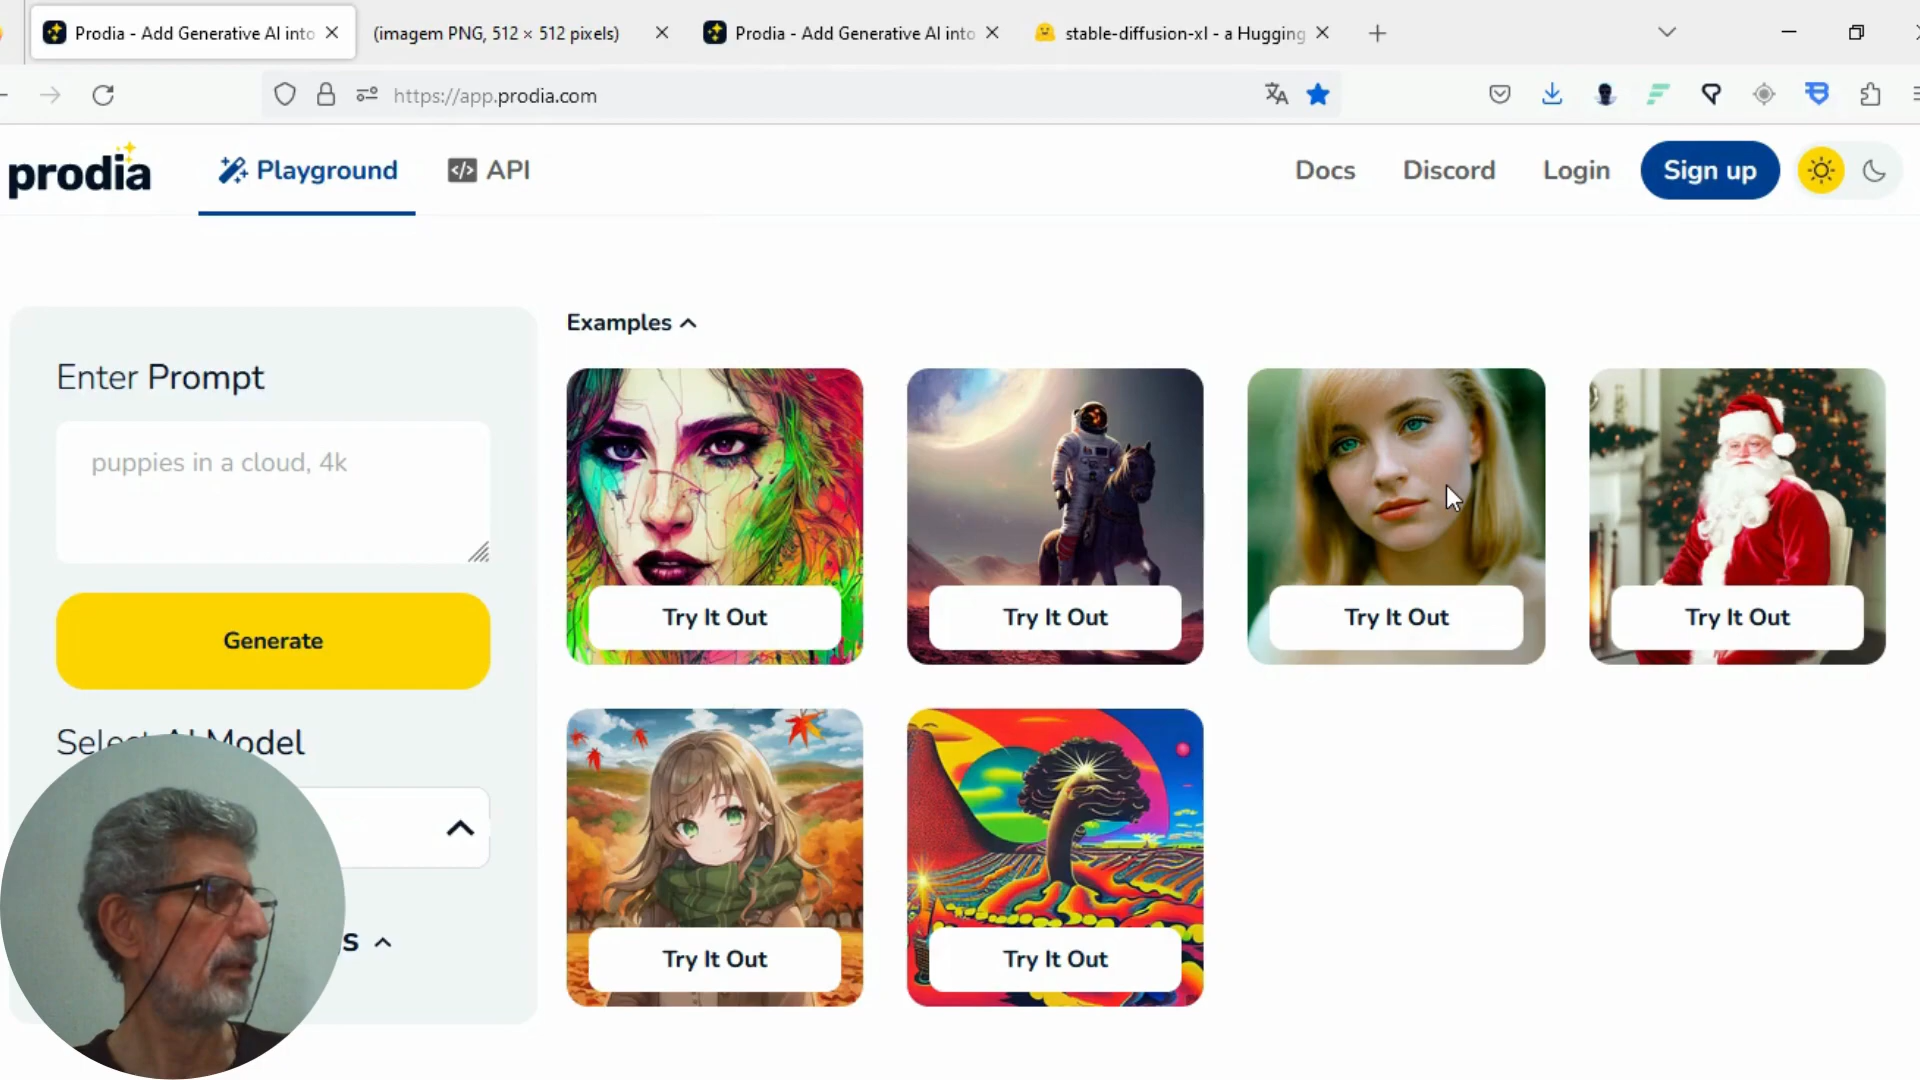 Prodia - Add Generative AI into
(imagem PNG, 512 × 512 pixels)
Prodia - Add Generative AI into
stable-diffusion-xl - a Hugging
https://app.prodia.com
prodia
Playground
API
Docs
Discord
Login
Sign up
Enter Prompt
puppies in a cloud, 4k
Generate
Select AI Model
s
Examples
Try It Out
Try It Out
Try It Out
Try It Out
Try It Out
Try It Out